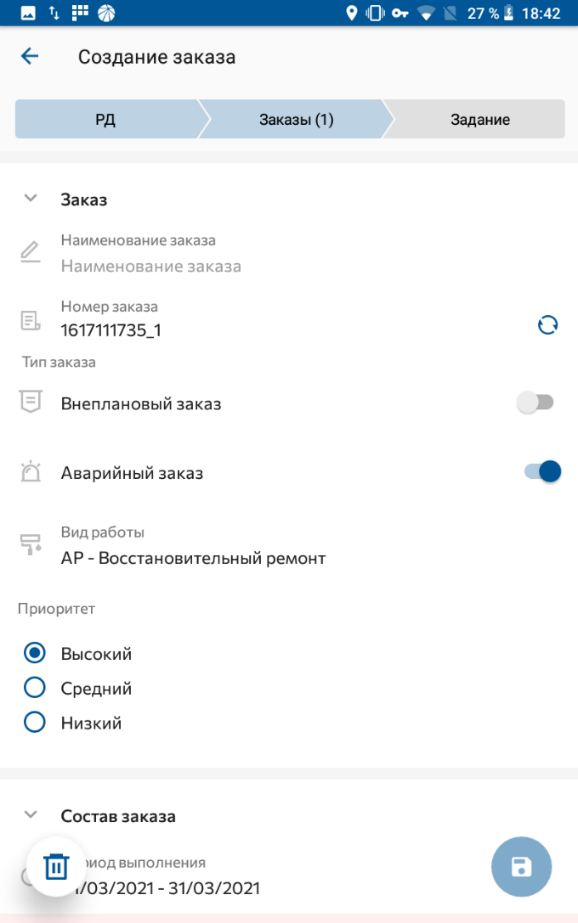 27 % 18:42
Создание заказа
РД Заказы (1) Задание
Заказ
Наименование заказа
Наименование заказа
Номер заказа
1617111735_1
Тип заказа
Внеплановый заказ
Аварийный заказ
Вид работы
АР - Восстановительный ремонт
Приоритет
Высокий
Средний
Низкий
Состав заказа
выполнения
/03/2021 - 31/03/2021